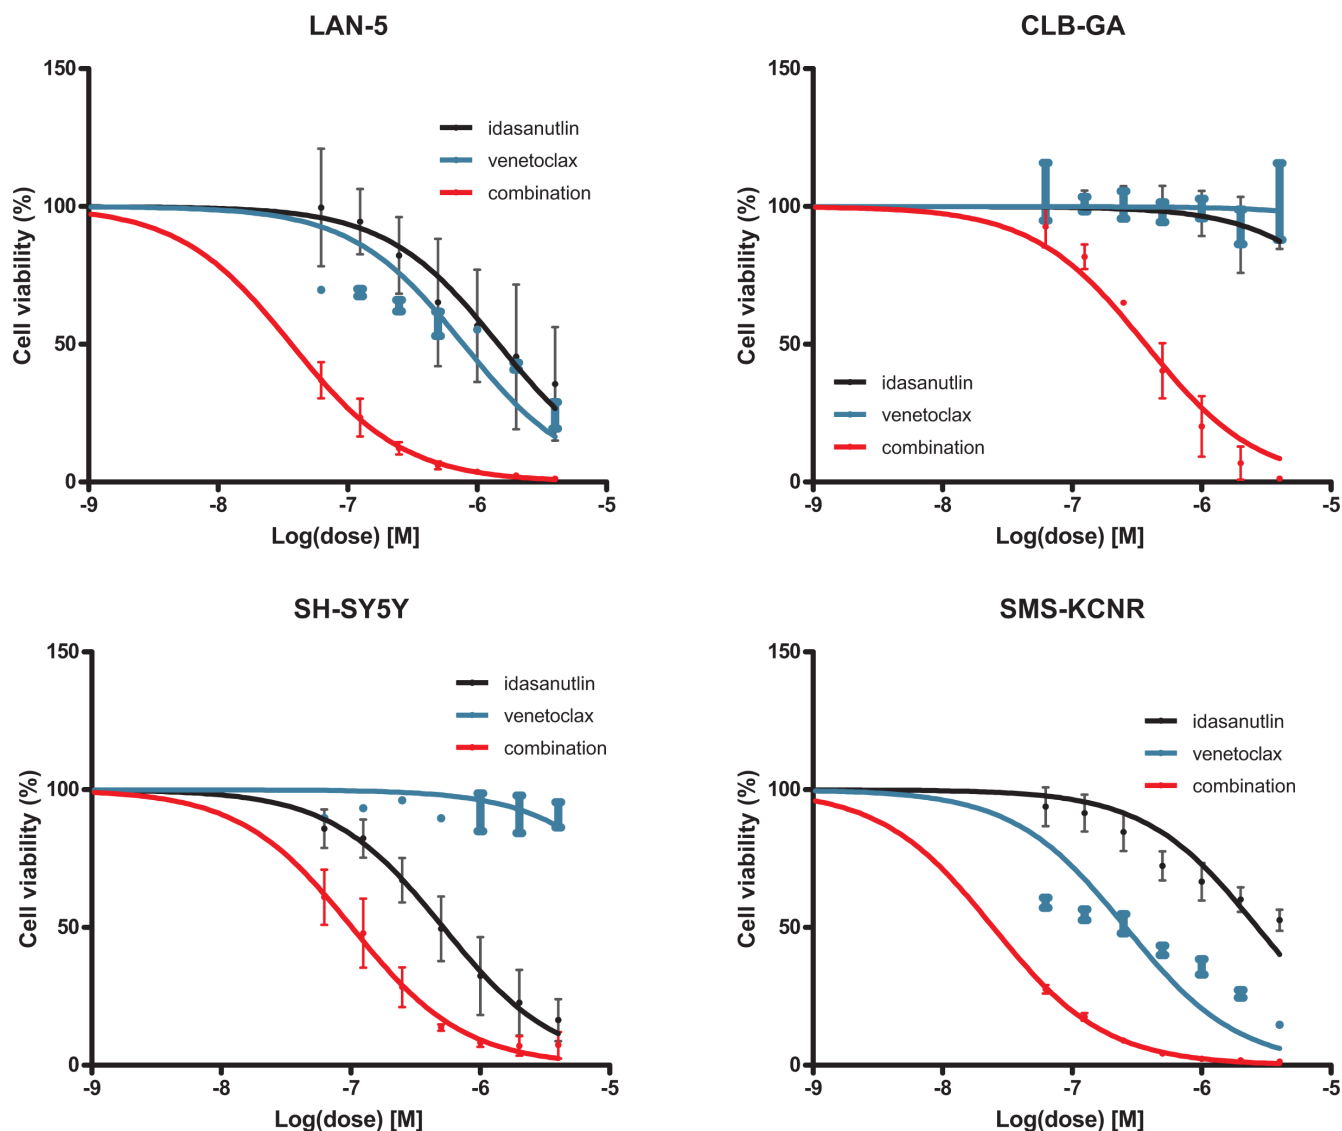 LAN-5
150
100
50
0
Cell viability (%)
idasanutlin
venetoclax
combination
-9
-8
-7
-6
-5
Log(dose) [M]
CLB-GA
150
100
50
0
Cell viability (%)
idasanutlin
venetoclax
combination
-9
-7
-6
-5
Log(dose) [M]
SH-SY5Y
150
100
50
0
Cell viability (%)
idasanutlin
venetoclax
combination
-9
-8
-7
-6
-5
Log(dose) [M]
SMS-KCNR
150
100
50
0
Cell viability (%)
idasanutlin
venetoclax
combination
-9
-7
-6
-5
Log(dose) [M]